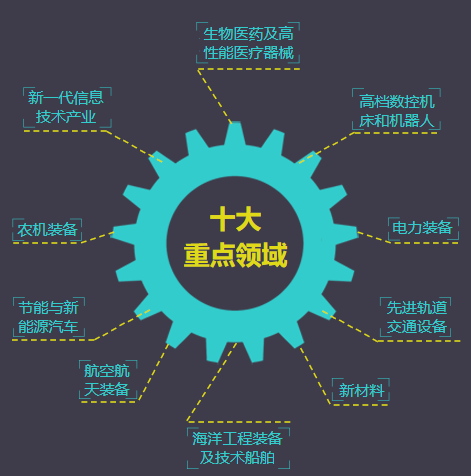 生物医药及高
性能医疗器械
新一代信息
技术产业
高档数控机
床和机器人
十大
重点领域
农机装备
电力装备
节能与新
能源汽车
先进轨道
交通设备
航空航
天装备
新材料
海洋工程装备
及技术船舶